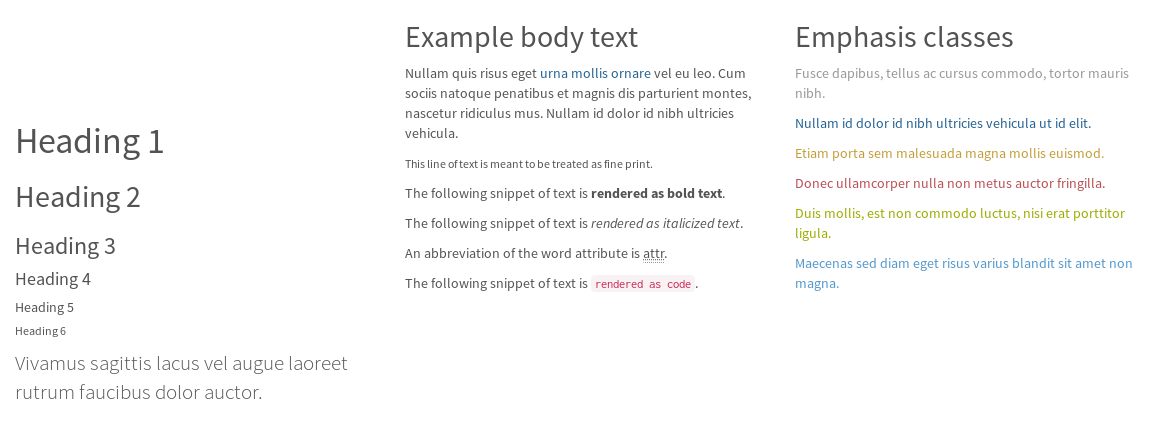 Heading 1
Heading 2
Heading 3
Heading 4
Heading 5
Heading 6
Vivamus sagittis lacus vel augue laoreet
rutrum faucibus dolor auctor.
Example body text
Nullam quis risus eget urna mollis ornare vel eu leo. Cum
sociis natoque penatibus et magnis dis parturient montes,
nascetur ridiculus mus. Nullam id dolor id nibh ultricies
vehicula.
This line of text is meant to be treated as fine print.
The following snippet of text is rendered as bold text.
The following snippet of text is rendered as italicized text.
An abbreviation of the word attribute is attr.
The following snippet of text is rendered as code.
Emphasis classes
Fusce dapibus, tellus ac cursus commodo, tortor mauris
nibh.
Nullam id dolor id nibh ultricies vehicula ut id elit.
Etiam porta sem malesuada magna mollis euismod.
Donec ullamcorper nulla non metus auctor fringilla.
Duis mollis, est non commodo luctus, nisi erat porttitor
ligula.
Maecenas sed diam eget risus varius blandit sit amet non
magna.